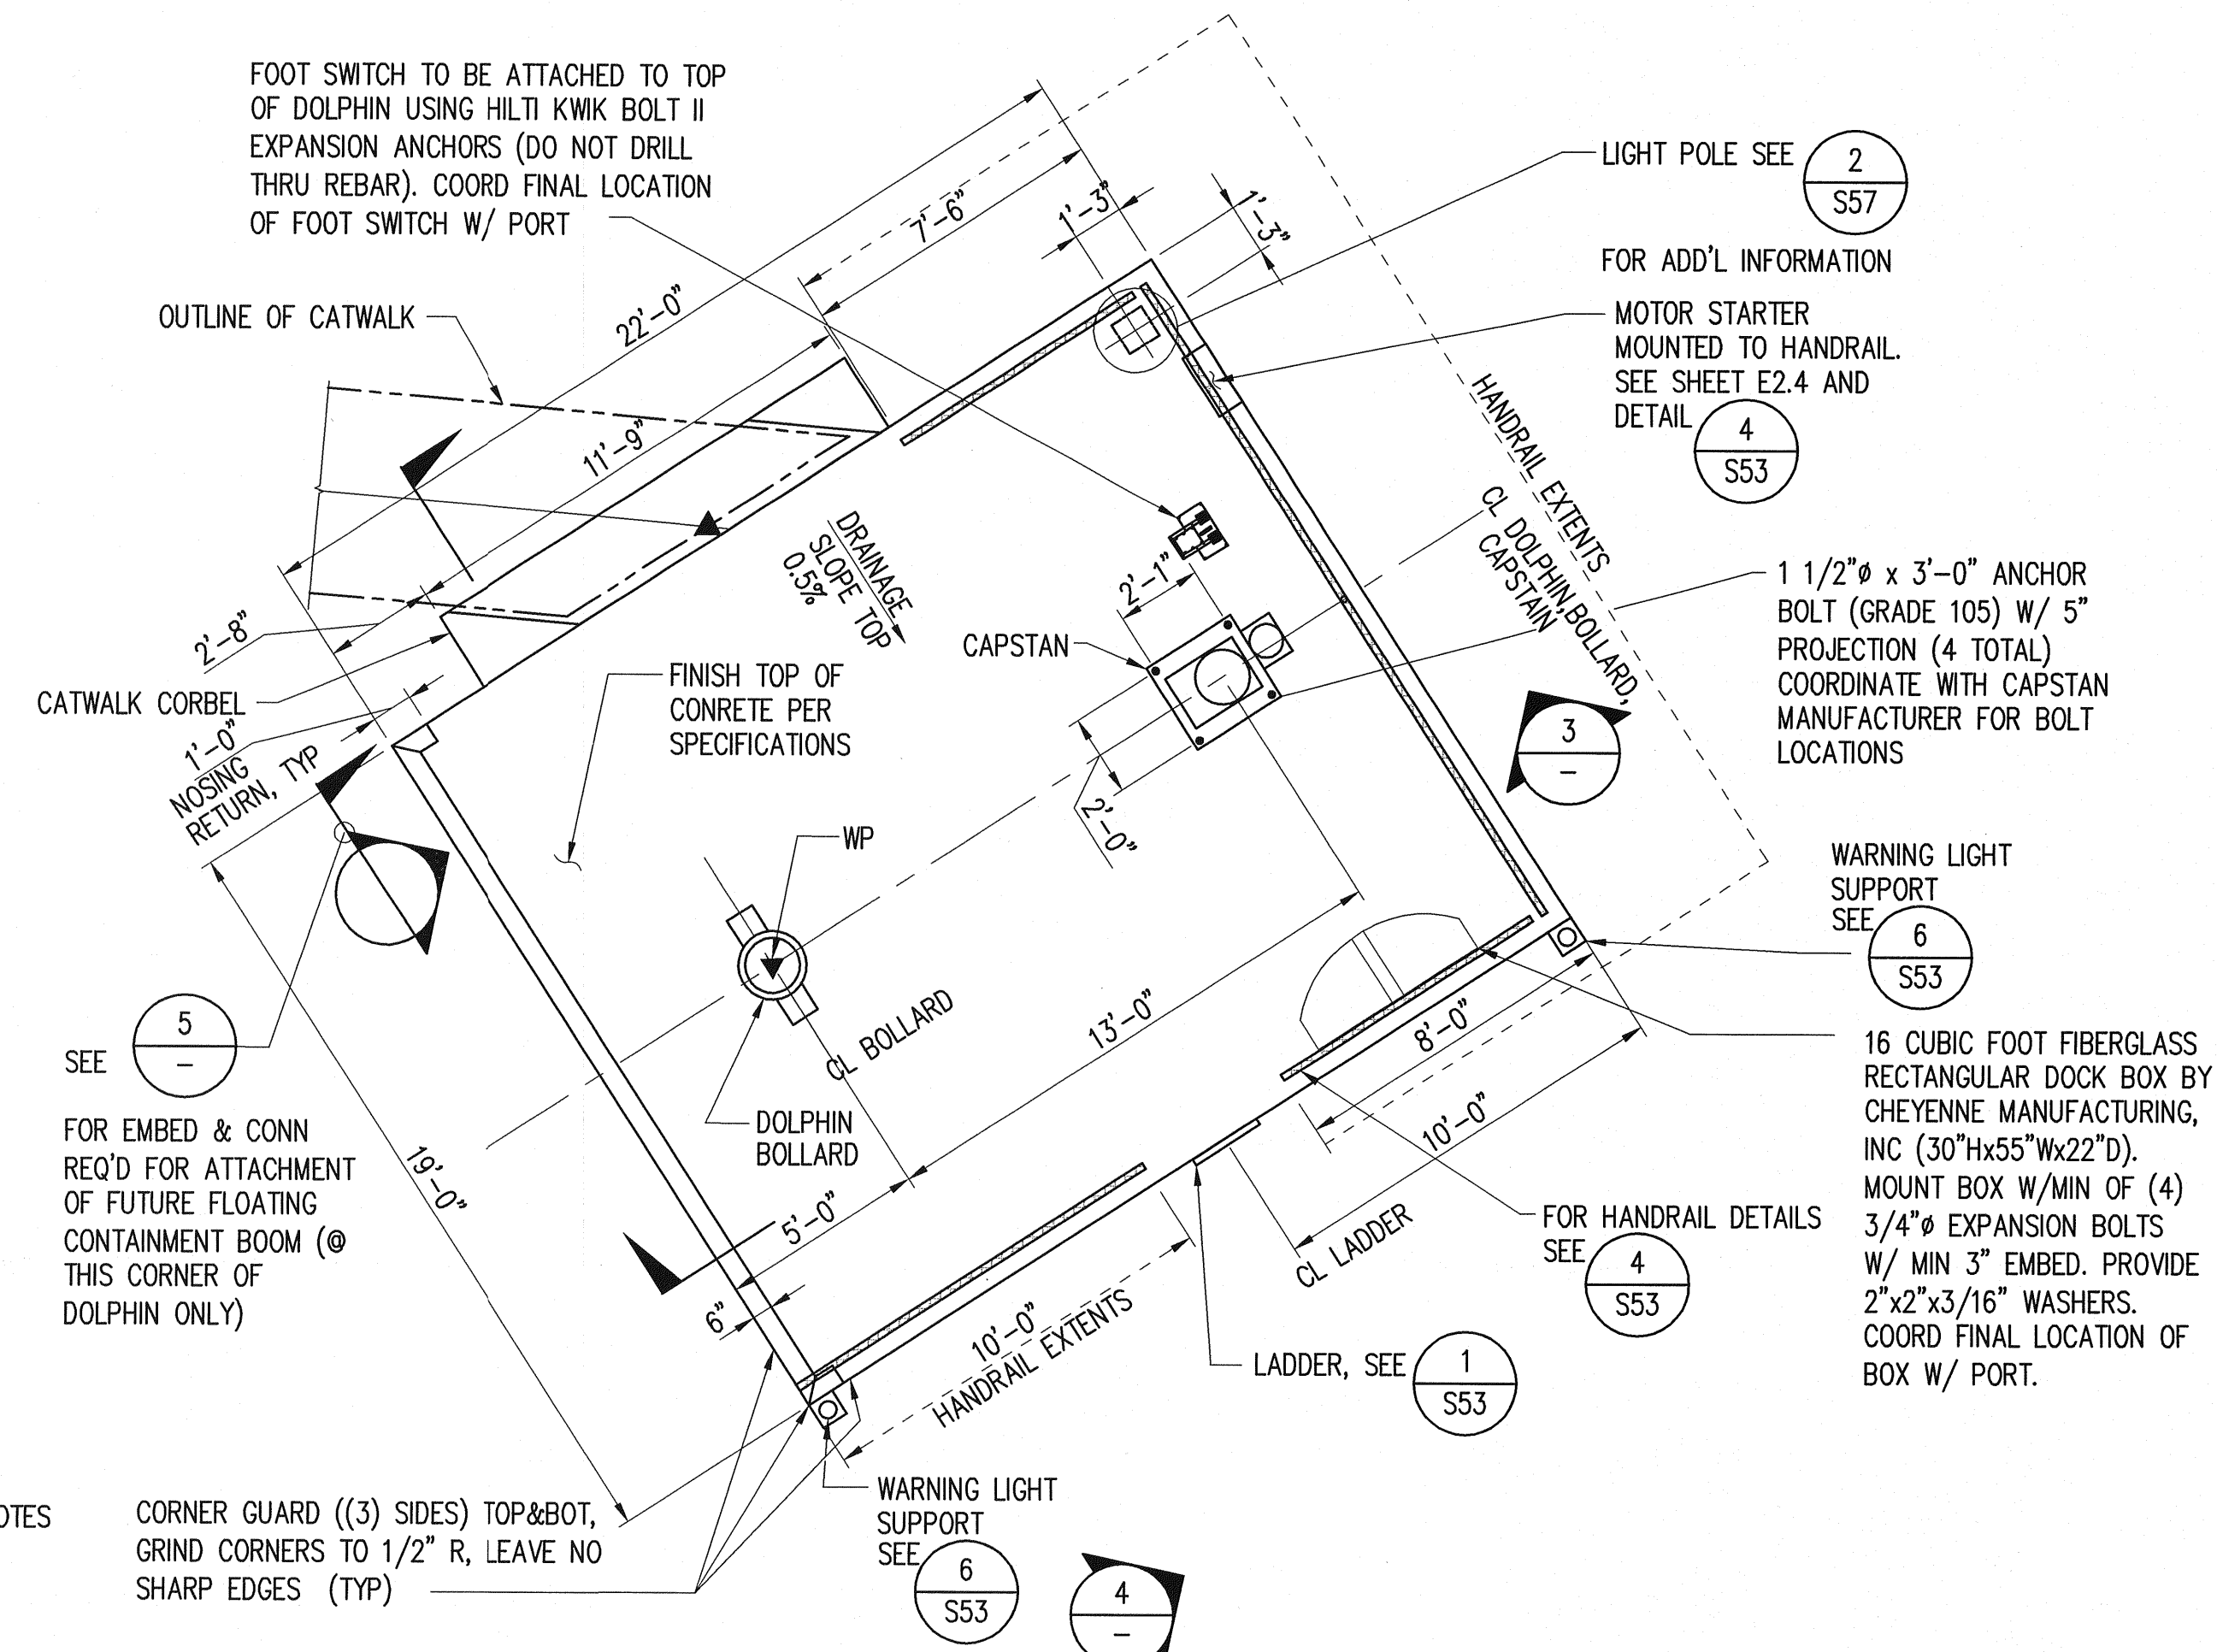 FOOT SWITCH TO BE ATTACHED TO TOP
OF DOLPHIN USING HILTI KWIK BOLT II
EXPANSION ANCHORS (DO NOT DRILL
THRU REBAR). COORD FINAL LOCATION
OF FOOT SWITCH W/ PORT
OUTLINE OF CATWALK
22'-0"
7'-6"
1'-3"
1'-3"
11'-9"
LIGHT POLE SEE
2
S57
FOR ADD'L INFORMATION
MOTOR STARTER
MOUNTED TO HANDRAIL.
SEE SHEET E2.4 AND
DETAIL
4
S53
HANDRAIL EXTENTS
CL DOLPHIN, BOLLARD,
CAPSTAIN
DRAINAGE
SLOPE TOP
0.5%
2'-1"
CAPSTAN
1 1/2"ø x 3'-0" ANCHOR
BOLT (GRADE 105) W/ 5"
PROJECTION (4 TOTAL)
COORDINATE WITH CAPSTAN
MANUFACTURER FOR BOLT
LOCATIONS
2'-8"
CATWALK CORBEL
1'-0"
NOSING
RETURN, TYP
FINISH TOP OF
CONRETE PER
SPECIFICATIONS
3
-
2'-0"
WP
WARNING LIGHT
SUPPORT
SEE
6
S53
CL BOLLARD
13'-0"
8'-0"
10'-0"
SEE
5
-
FOR EMBED & CONN
REQ'D FOR ATTACHMENT
OF FUTURE FLOATING
CONTAINMENT BOOM (@
THIS CORNER OF
DOLPHIN ONLY)
19'-0"
DOLPHIN
BOLLARD
5'-0"
6"
16 CUBIC FOOT FIBERGLASS
RECTANGULAR DOCK BOX BY
CHEYENNE MANUFACTURING,
INC (30"Hx55"Wx22"D).
MOUNT BOX W/MIN OF (4)
3/4"ø EXPANSION BOLTS
W/ MIN 3" EMBED. PROVIDE
2"x2"x3/16" WASHERS.
COORD FINAL LOCATION OF
BOX W/ PORT.
FOR HANDRAIL DETAILS
SEE
4
S53
CL LADDER
10'-0"
HANDRAIL EXTENTS
LADDER, SEE
1
S53
WARNING LIGHT
SUPPORT
SEE
6
S53
4
-
OTES
CORNER GUARD ((3) SIDES) TOP&BOT,
GRIND CORNERS TO 1/2" R, LEAVE NO
SHARP EDGES (TYP)